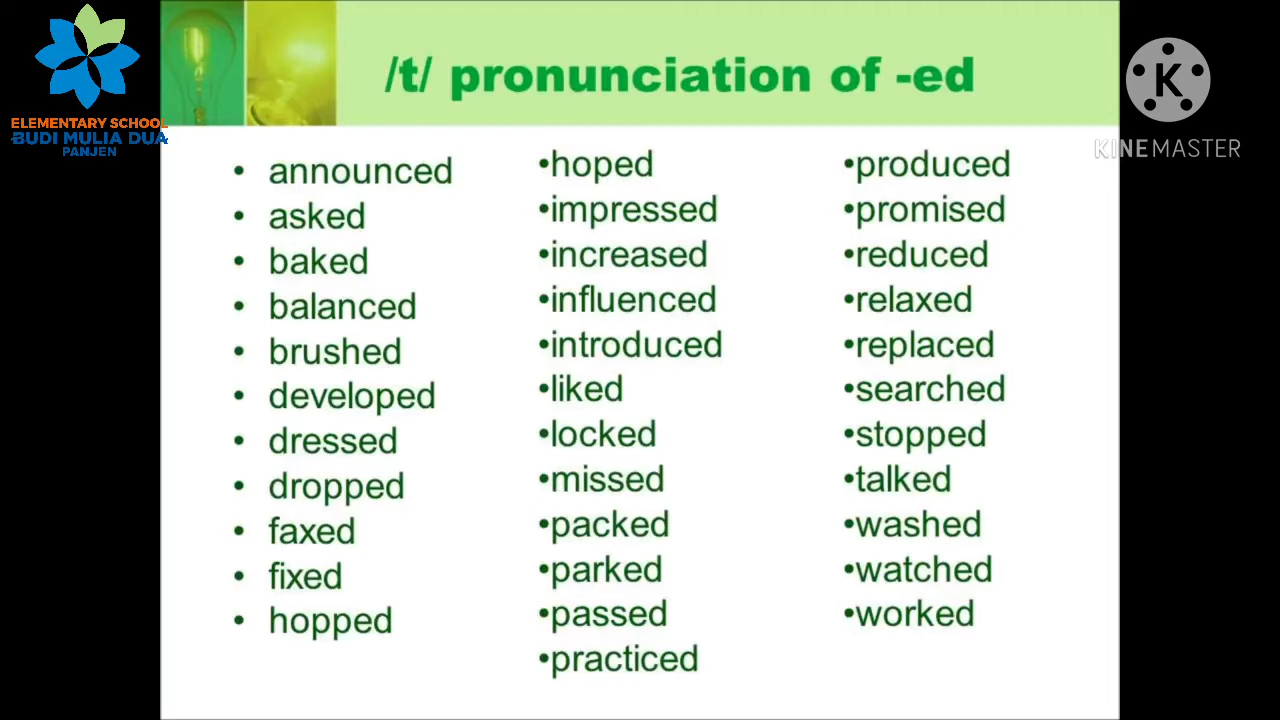 ELEMENTARY SCHOOL
BUDI MULIA DUA
PANJEN
/t/ pronunciation of -ed
K
KINEMASTER
• announced
• asked
• baked
• balanced
• brushed
• developed
• dressed
• dropped
• faxed
• fixed
• hopped
•hoped
•impressed
•increased
•influenced
•introduced
•liked
•locked
•missed
•packed
•parked
•passed
•practiced
•produced
•promised
•reduced
•relaxed
•replaced
•searched
•stopped
•talked
•washed
•watched
•worked